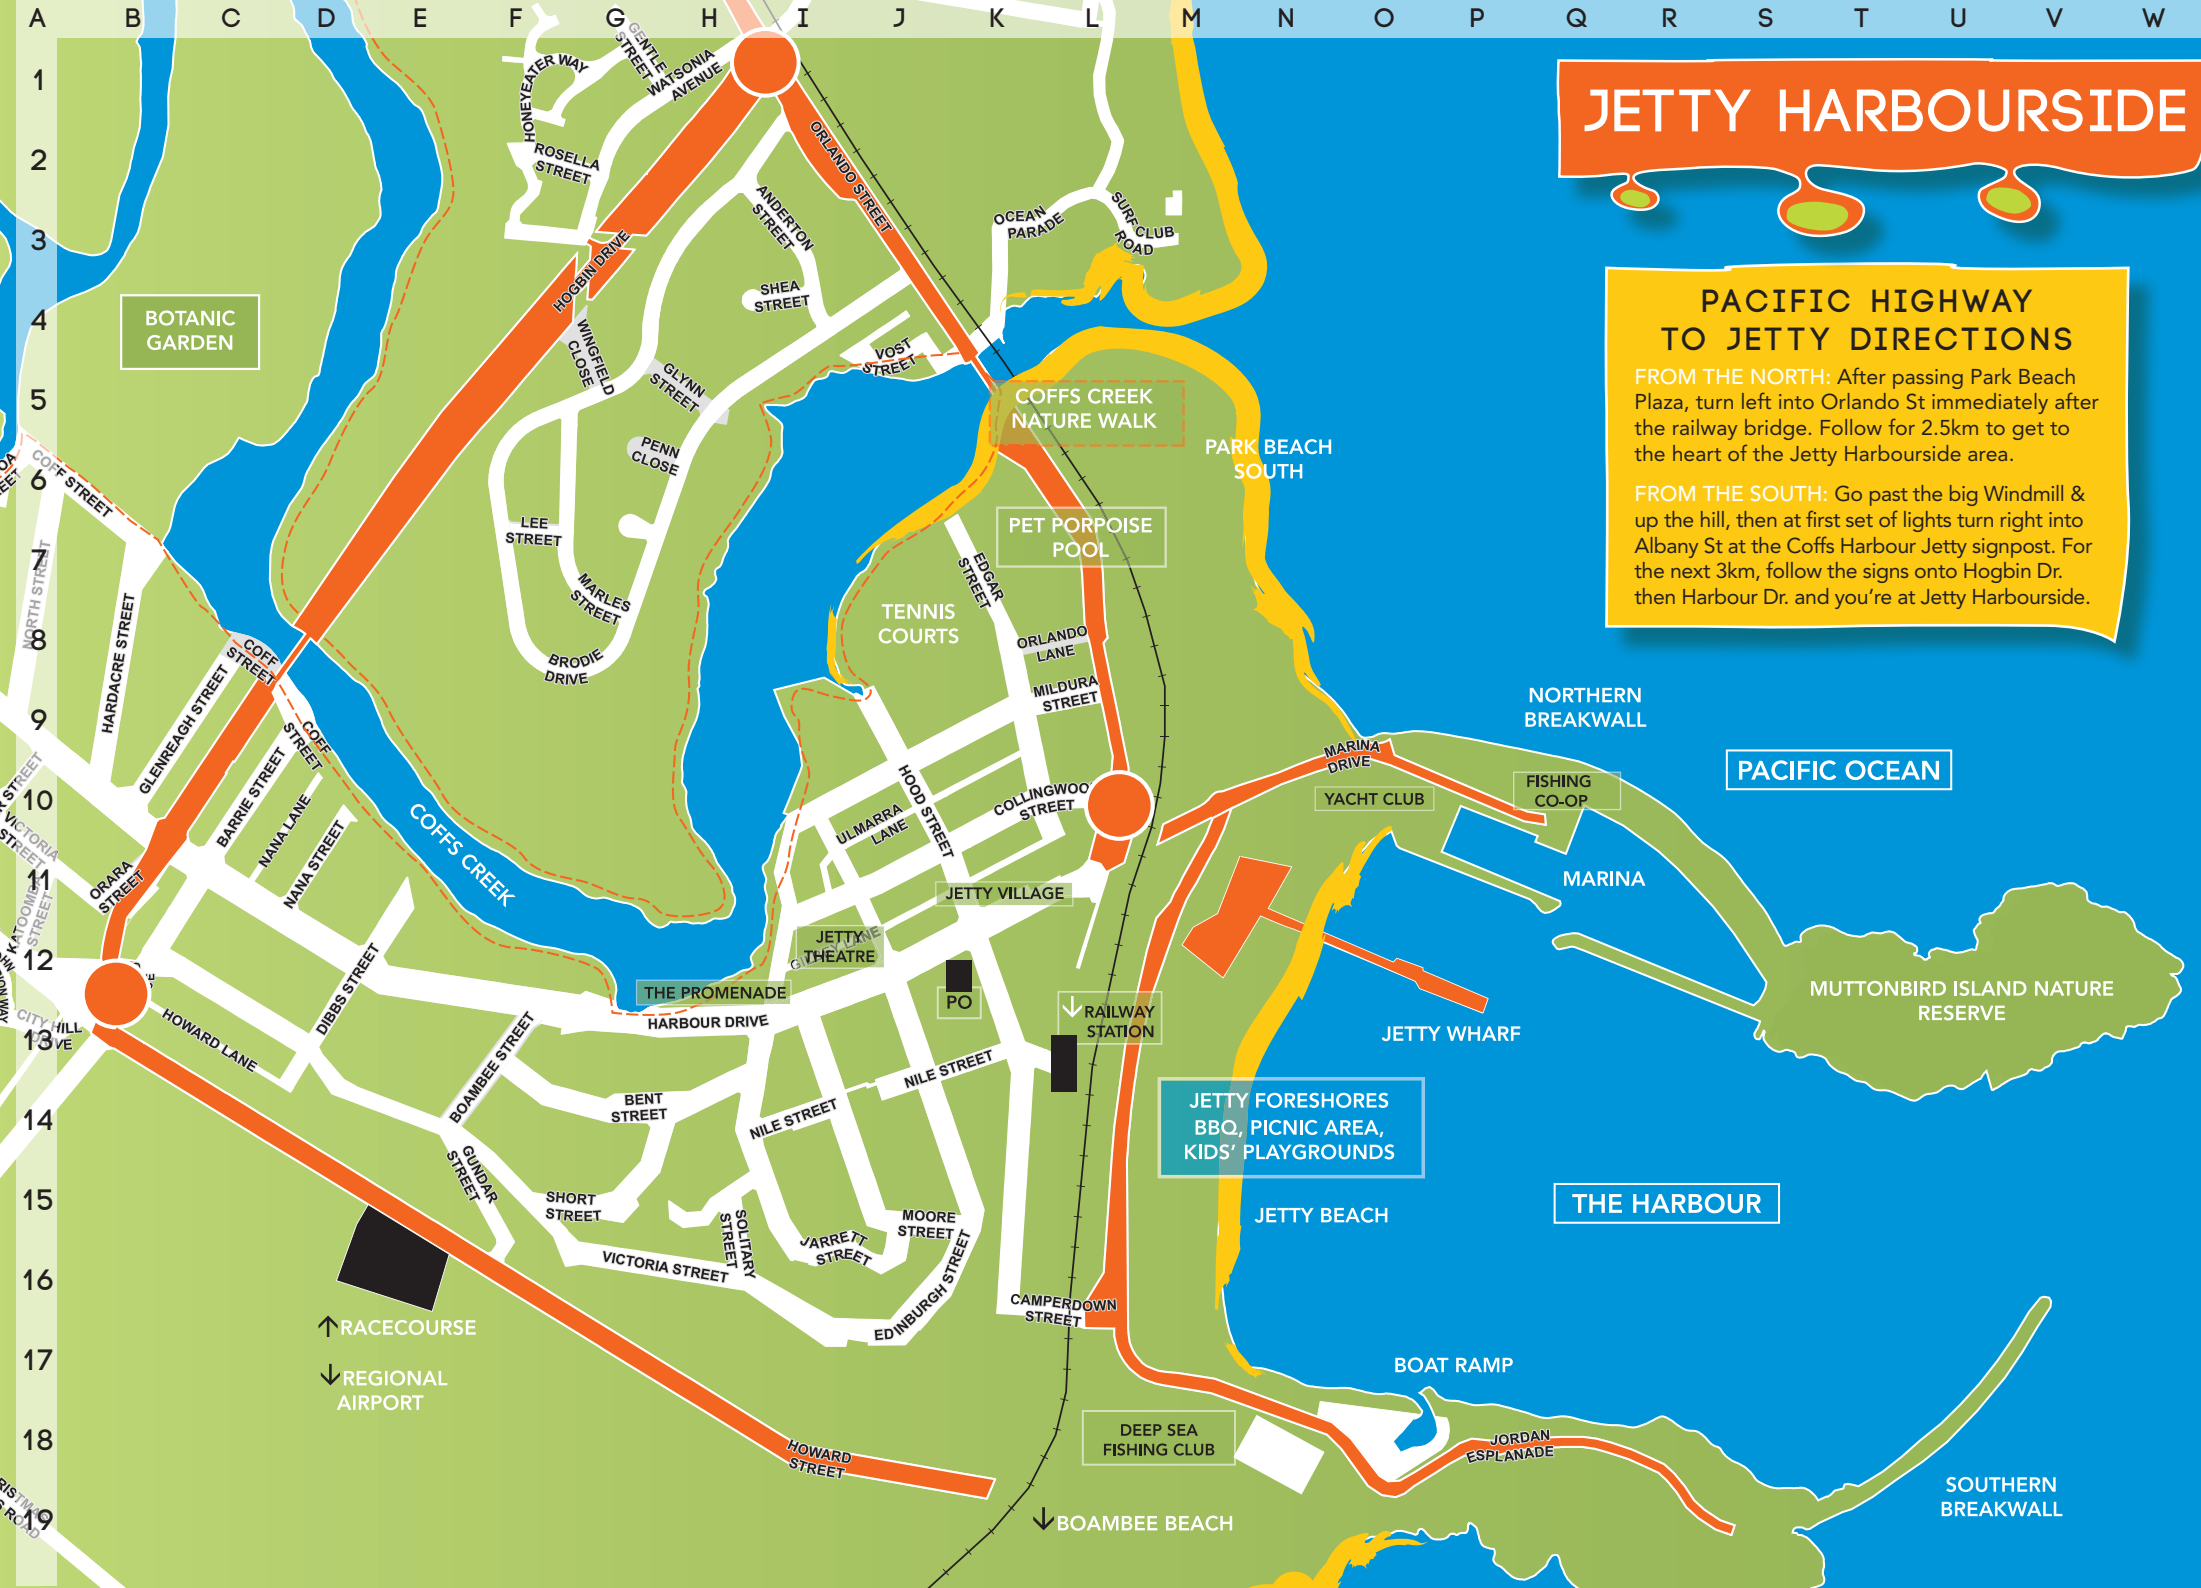 A B C D E F G H I J K L M N O P Q R S T U V W
1
2
3
4
5
6
7
8
9
10
11
12
13
14
15
16
17
18
19
JETTY HARBOURSIDE
PACIFIC HIGHWAY
TO JETTY DIRECTIONS
FROM THE NORTH: After passing Park Beach
Plaza, turn left into Orlando St immediately after
the railway bridge. Follow for 2.5km to get to
the heart of the Jetty Harbourside area.
FROM THE SOUTH: Go past the big Windmill &
up the hill, then at first set of lights turn right into
Albany St at the Coffs Harbour Jetty signpost. For
the next 3km, follow the signs onto Hogbin Dr.
then Harbour Dr. and you're at Jetty Harbourside.
GENTLE
STREET
WATSONIA
AVENUE
HONEYEATER WAY
ROSELLA
STREET
ORLANDO STREET
ANDERTON
STREET
OCEAN
PARADE
SURF CLUB
ROAD
HOGBIN DRIVE
SHEA
STREET
BOTANIC
GARDEN
WINGFIELD
CLOSE
VOST
STREET
GLYNN
STREET
COFFS CREEK
NATURE WALK
PENN
CLOSE
PARK BEACH
SOUTH
COFF STREET
LEE
STREET
PET PORPOISE
POOL
NORTH STREET
EDGAR
STREET
MARLES
STREET
TENNIS
COURTS
HARDACRE STREET
ORLANDO
LANE
COFF
STREET
BRODIE
DRIVE
MILDURA
STREET
GLENREAGH STREET
COFF
STREET
NORTHERN
BREAKWALL
MARINA
DRIVE
PACIFIC OCEAN
BARRIE STREET
NANA LANE
NANA STREET
COFFS CREEK
HOOD STREET
COLLINGWOO
STREET
YACHT CLUB
FISHING
CO-OP
ULMARRA
LANE
VICTORIA
STREET
ORARA
STREET
KATOOMBA
STREET
JETTY VILLAGE
MARINA
JETTY
THEATRE
DIBBS STREET
THE PROMENADE
PO
MUTTONBIRD ISLAND NATURE
RESERVE
RAILWAY
STATION
HARBOUR DRIVE
CITY HILL
DRIVE
HOWARD LANE
BOAMBEE STREET
JETTY WHARF
NILE STREET
BENT
STREET
NILE STREET
JETTY FORESHORES
BBQ, PICNIC AREA,
KIDS' PLAYGROUNDS
GUNDAR
STREET
SHORT
STREET
SOLITARY
STREET
MOORE
STREET
JARRETT
STREET
JETTY BEACH
THE HARBOUR
VICTORIA STREET
EDINBURGH STREET
CAMPERDOWN
STREET
RACECOURSE
REGIONAL
AIRPORT
BOAT RAMP
DEEP SEA
FISHING CLUB
HOWARD
STREET
JORDAN
ESPLANADE
SOUTHERN
BREAKWALL
BOAMBEE BEACH